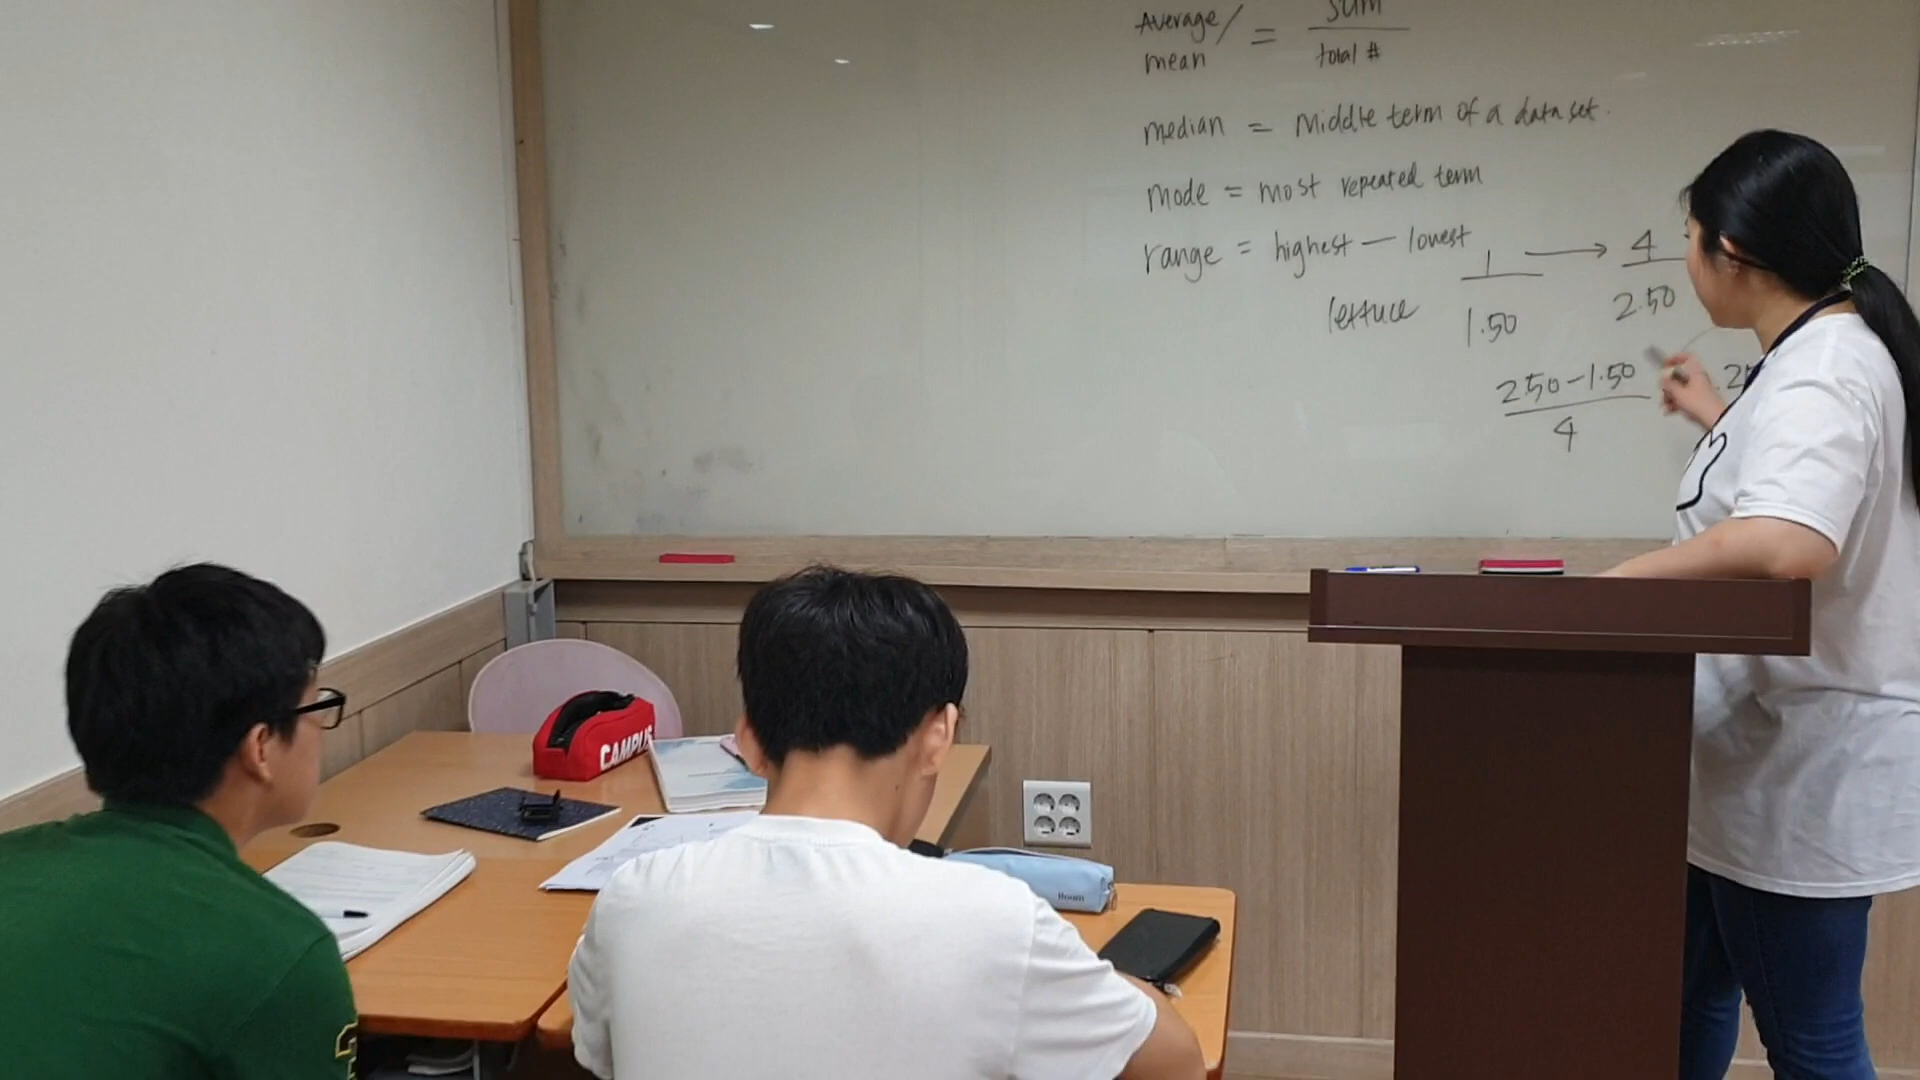 Average/ = sum
mean total #
median = middle term of a data set.
mode = most repeated term
range = highest — lowest
1 → 4
lettuce 1.50 2.50
2.50-1.50
4
CAMPUS